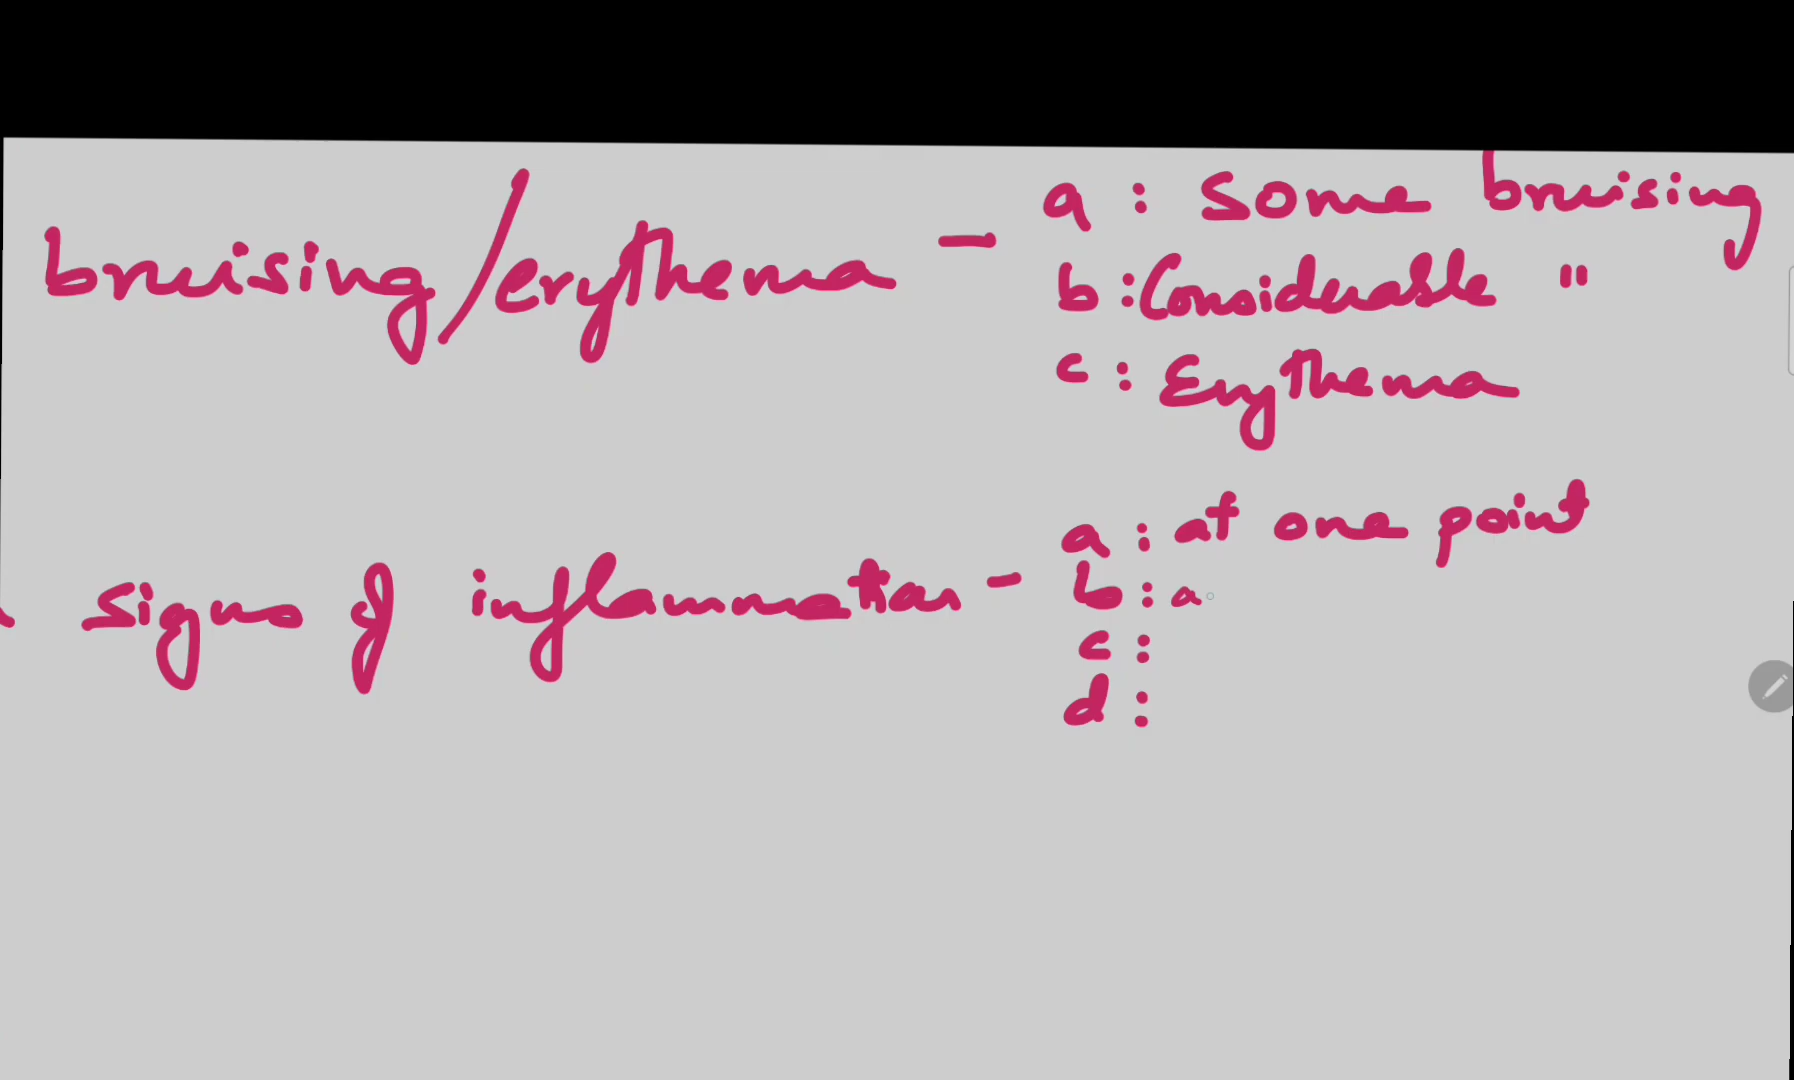 bruising/erythema - a : Some bruising
b : Considerable "
c : Erythema
signs of inflammation - a : at one point
b : a
c :
d :